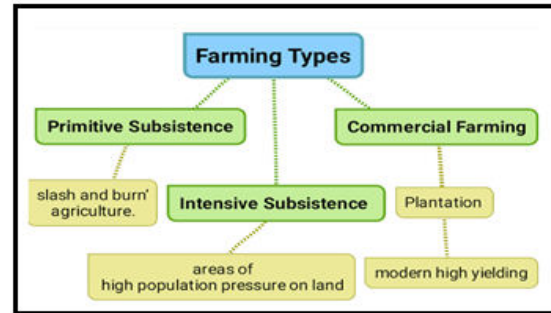 Farming Types
Primitive Subsistence
Commercial Farming
slash and burn'
agriculture.
Intensive Subsistence
Plantation
areas of
high population pressure on land
modern high yielding